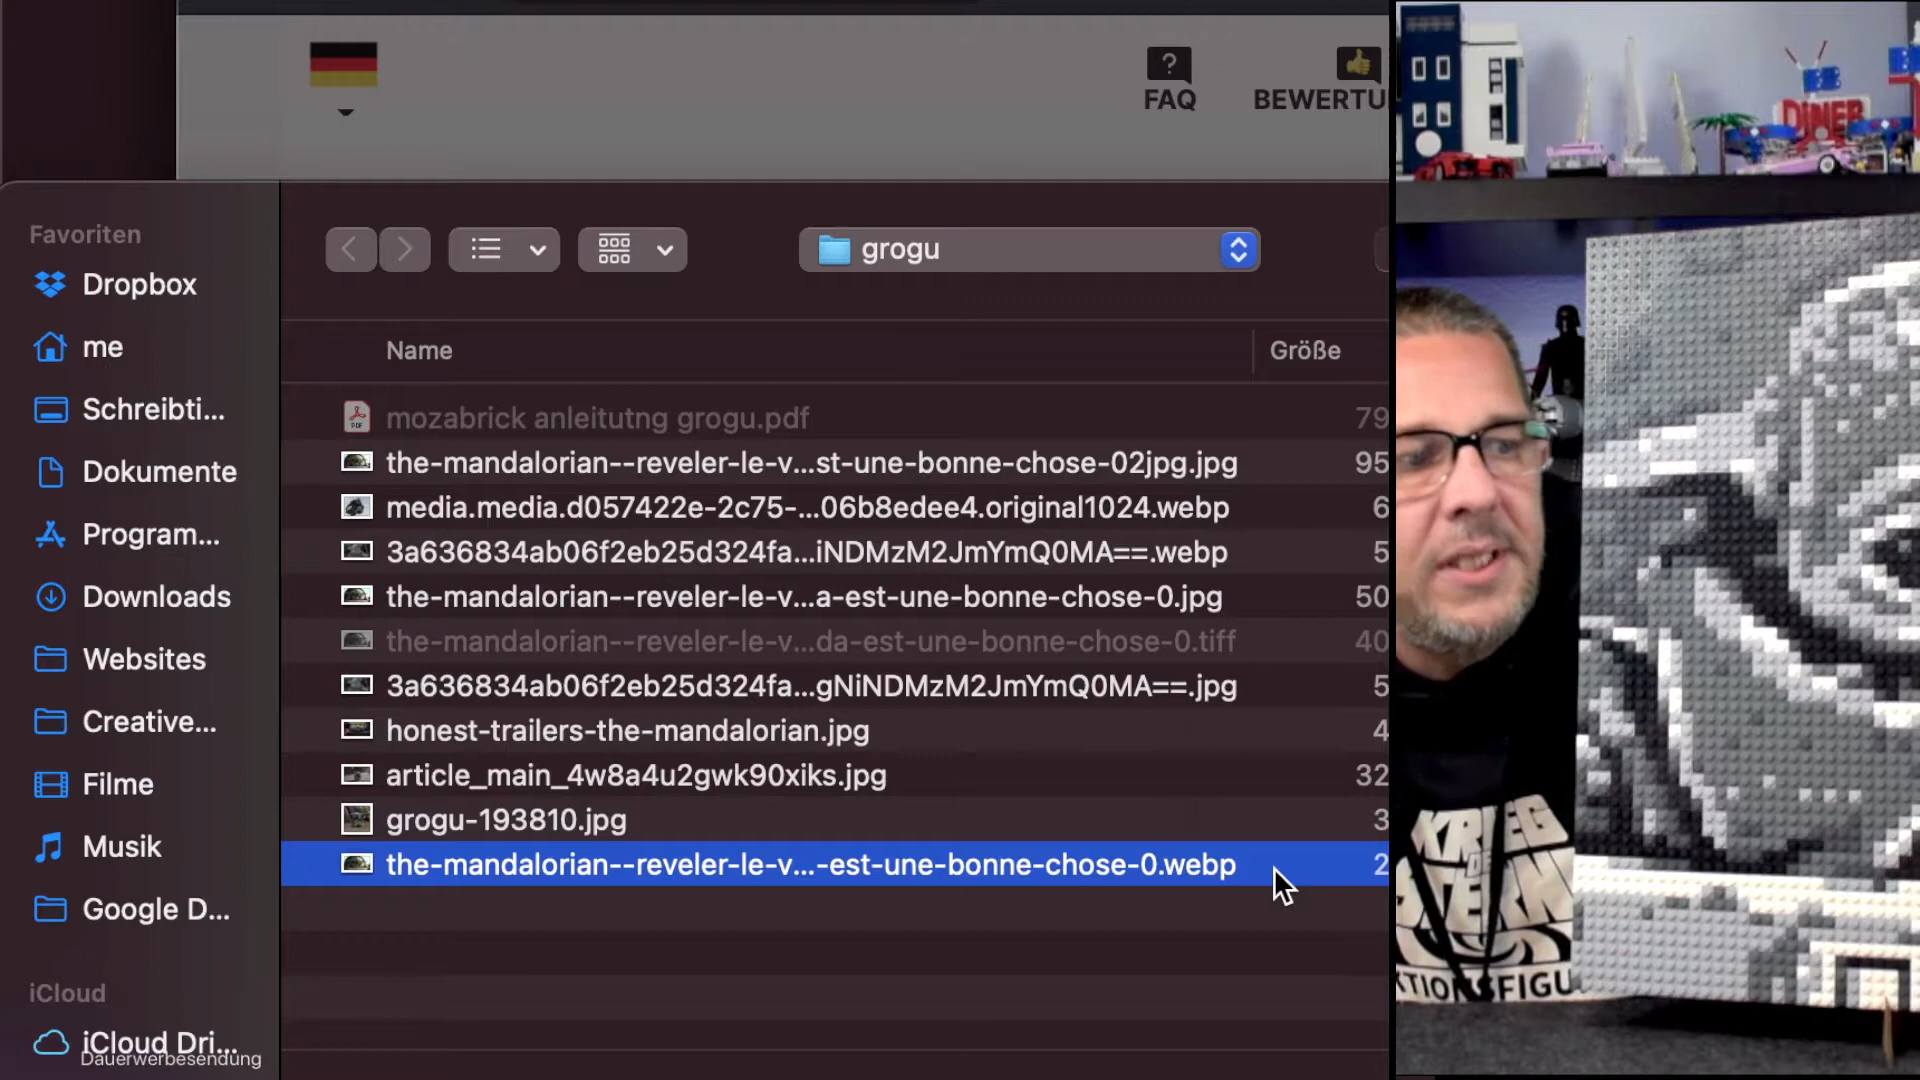 FAQ
Favoriten
Dropbox
me
Schreibti...
Dokumente
Program...
Downloads
Websites
Creative...
Filme
Musik
Google D...
iCloud
iCloud Dri...
Dauerwerbesendung
grogu
Name
Größe
mozabrick anleitutng grogu.pdf
79
the-mandalorian--reveler-le-v...st-une-bonne-chose-02jpg.jpg
95
media.media.d057422e-2c75-...06b8edee4.original1024.webp
6
3a636834ab06f2eb25d324fa...iNDMzM2JmYmQ0MA==.webp
5
the-mandalorian--reveler-le-v...a-est-une-bonne-chose-0.jpg
50
the-mandalorian--reveler-le-v...da-est-une-bonne-chose-0.tiff
40
3a636834ab06f2eb25d324fa...gNiNDMzM2JmYmQ0MA==.jpg
5
honest-trailers-the-mandalorian.jpg
4
article_main_4w8a4u2gwk90xiks.jpg
32
grogu-193810.jpg
3
the-mandalorian--reveler-le-v...-est-une-bonne-chose-0.webp
2
DINER
KRIEG